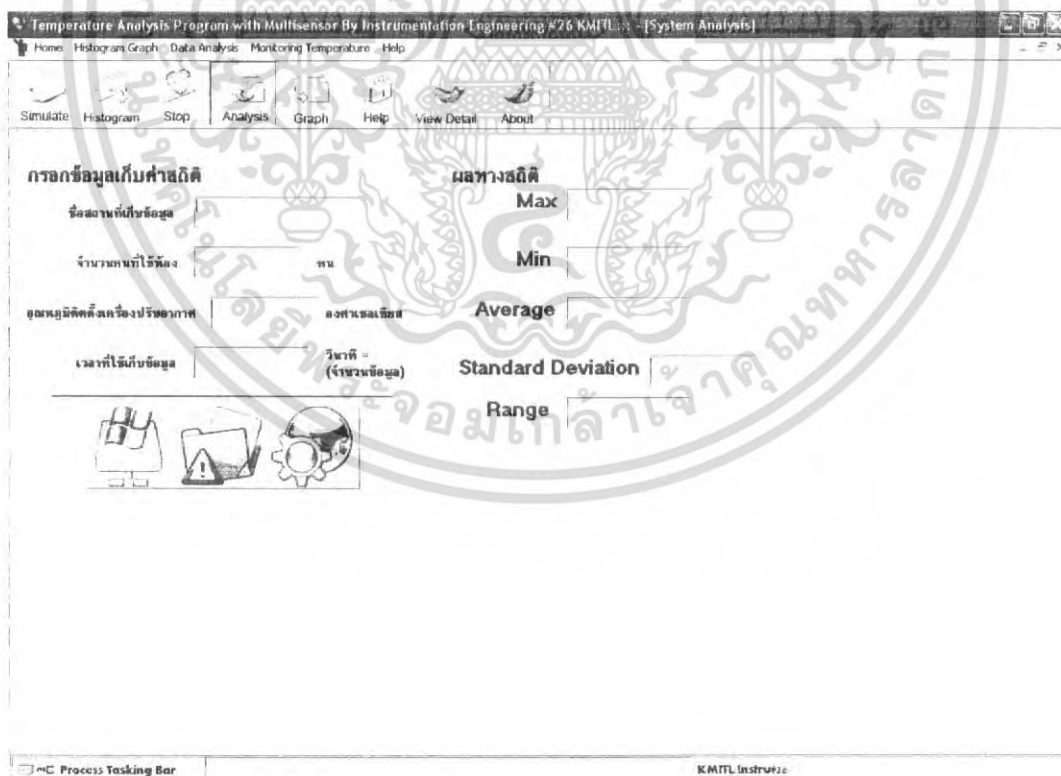 Temperature Analysis Program with Multisensor By Instrumentation Engineering #26 KMITL::: - [System Analysis]
Home Histogram Graph Data Analysis Monitoring Temperature Help
Simulate Histogram Stop Analysis Graph Help View Detail About
กรอกข้อมูลเก็บค่าสถิติ
ชื่อสถานที่เก็บข้อมูล
จำนวนคนที่ใช้ห้อง คน
อุณหภูมิติดตั้งเครื่องปรับอากาศ องศาเซลเซียส
เวลาที่ใช้เก็บข้อมูล วินาที =
(จำนวนข้อมูล)
ผลทางสถิติ
Max
Min
Average
Standard Deviation
Range
Process Tasking Bar
KMITL Instru#26